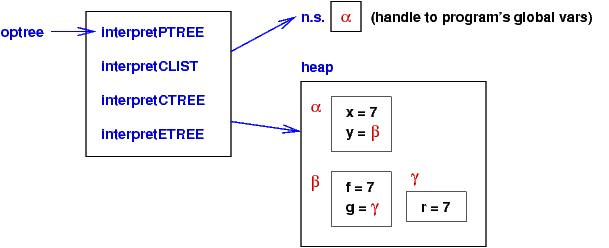 optree
interpretPTREE
interpretCLIST
interpretCTREE
interpretETREE
n.s. α (handle to program's global vars)
heap
α
x = 7
y = β
β
f = 7
g = γ
γ
r = 7